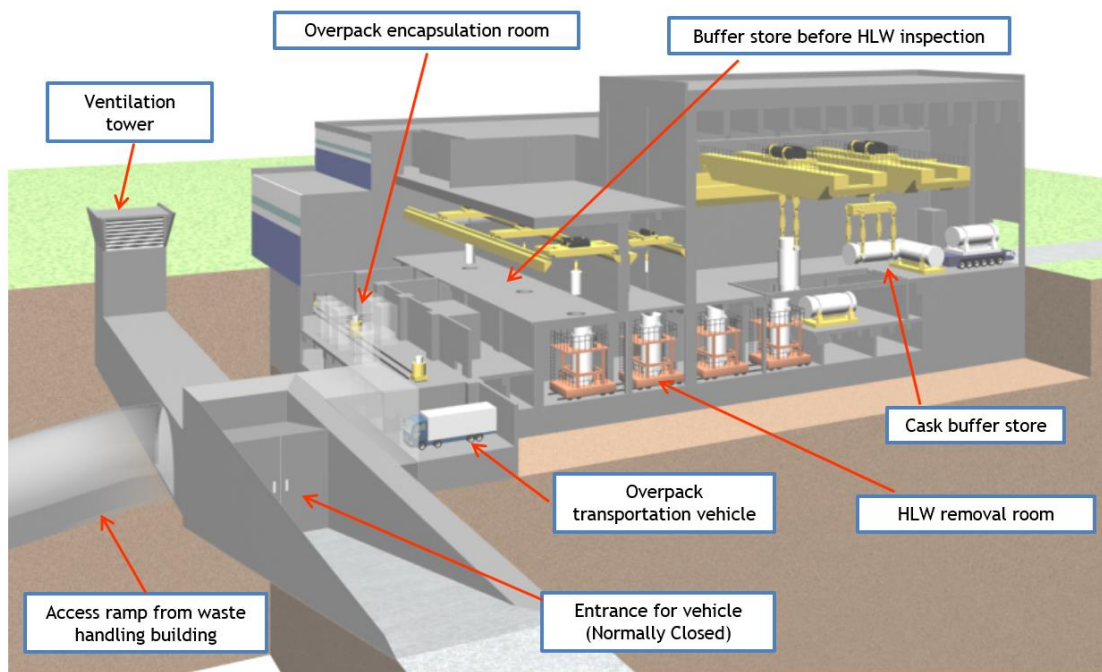 Overpack encapsulation room
Buffer store before HLW inspection
Ventilation
tower
Cask buffer store
Overpack
transportation vehicle
HLW removal room
Access ramp from waste
handling building
Entrance for vehicle
(Normally Closed)